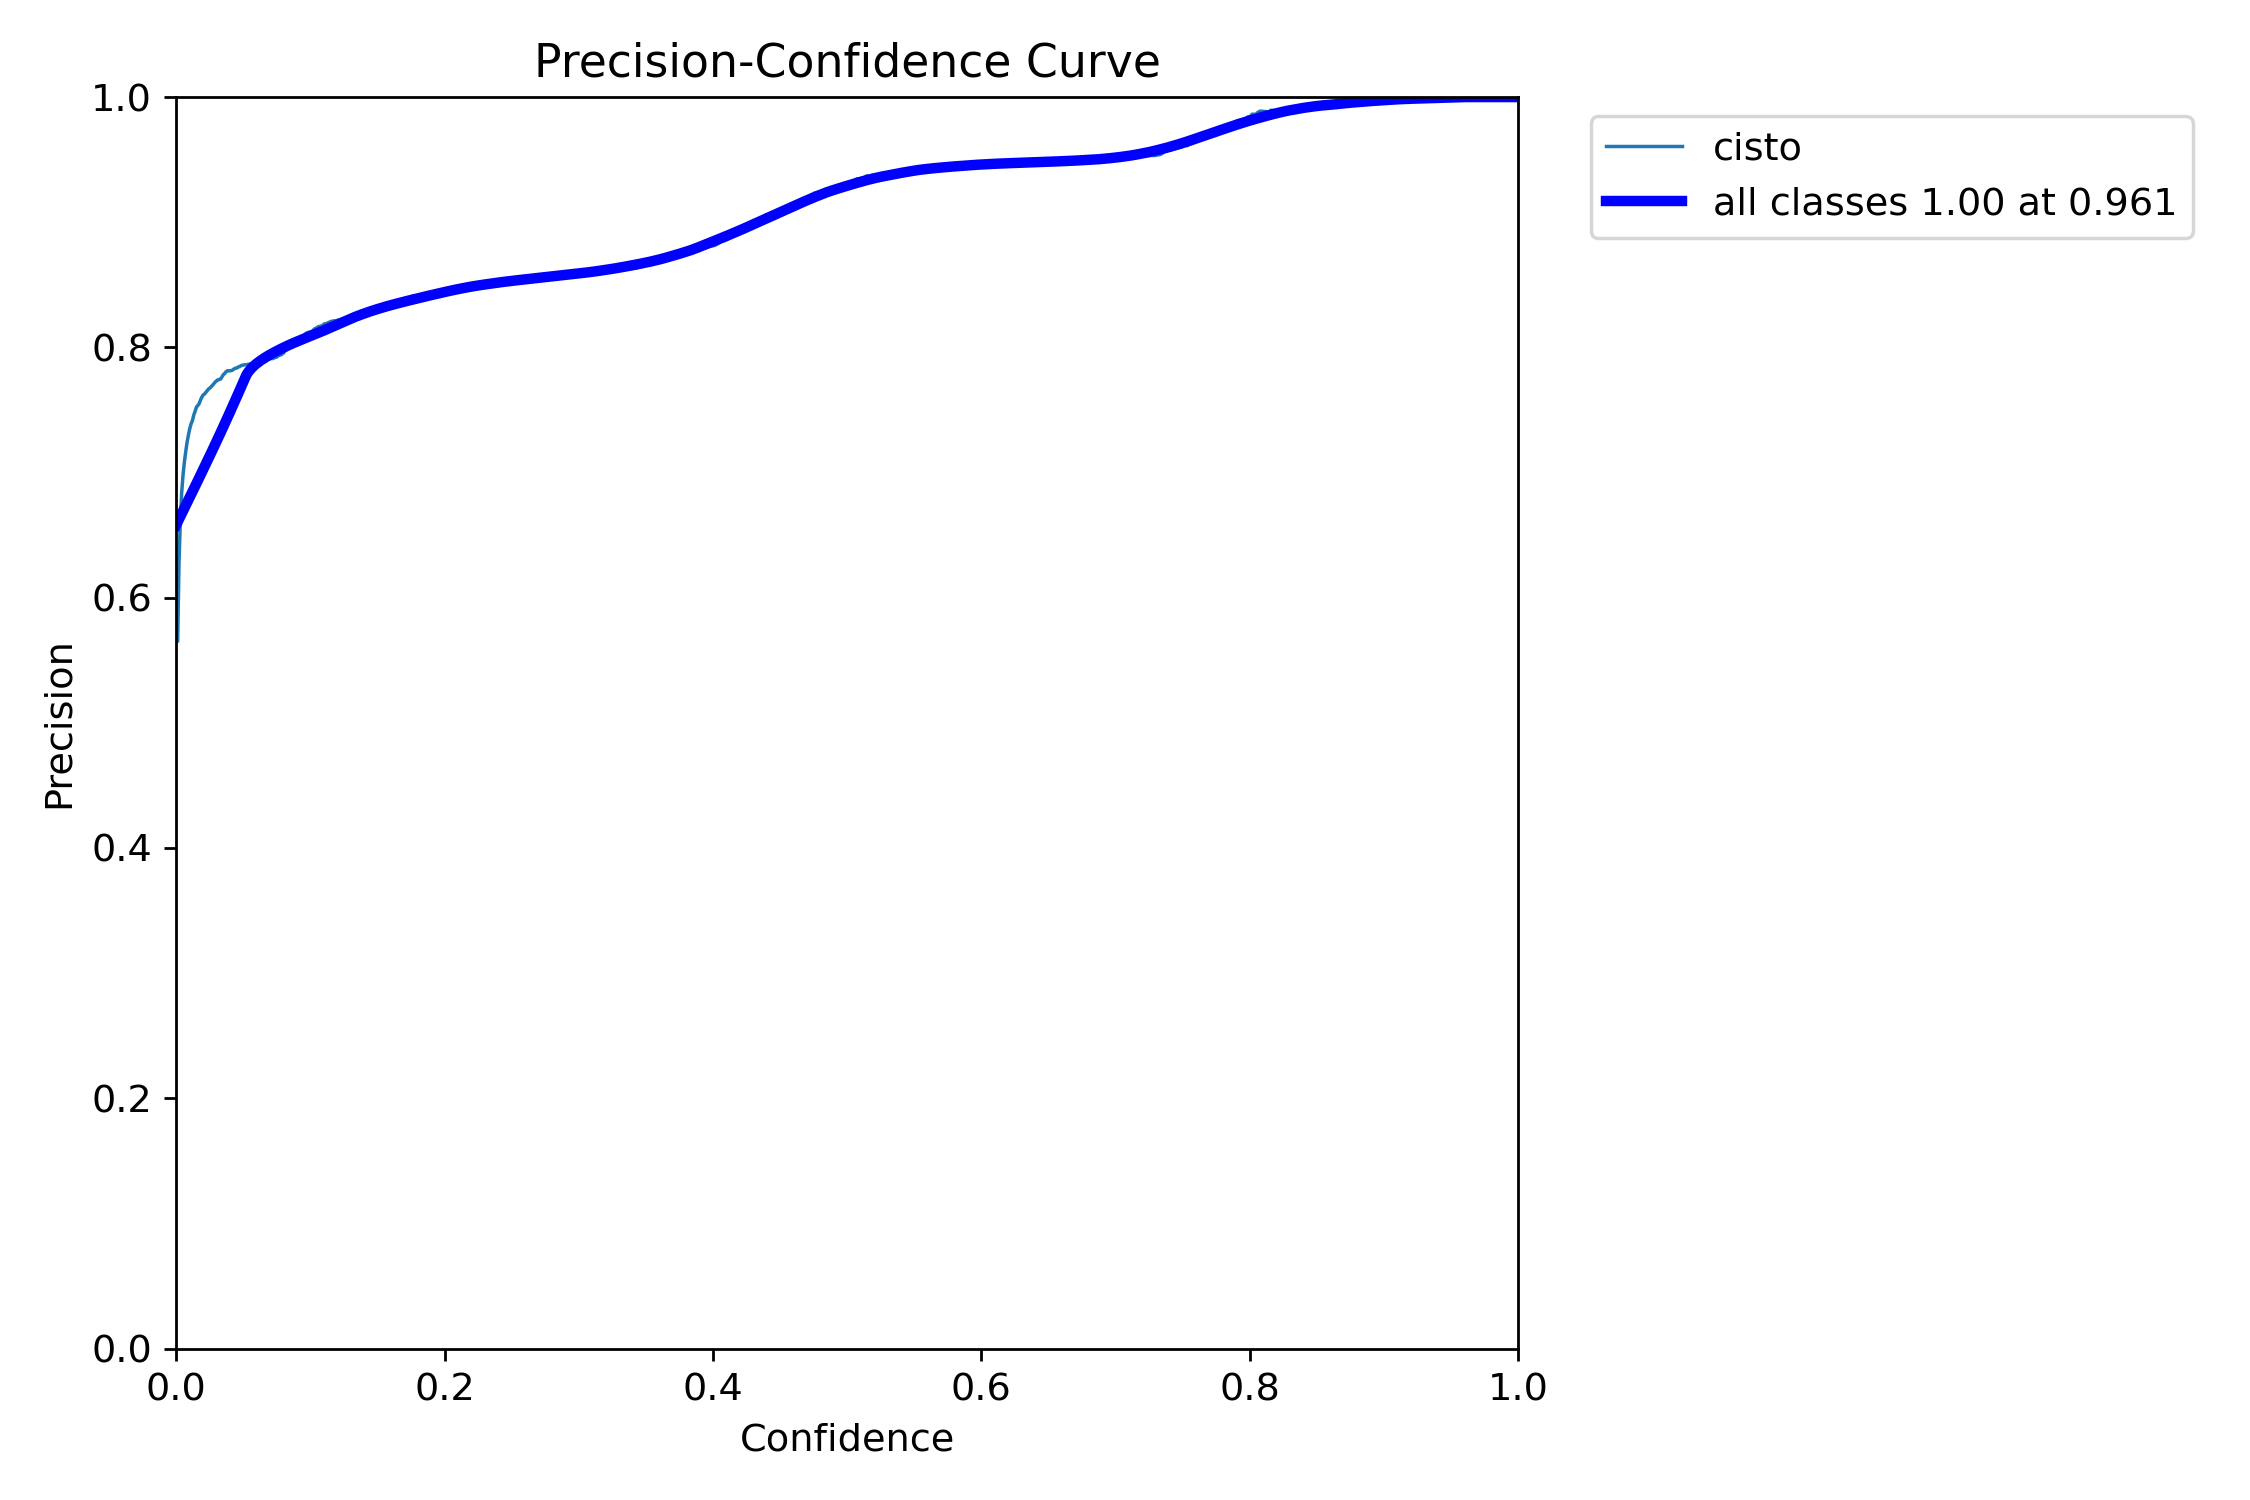 Precision-Confidence Curve
1.0
0.8
0.6
0.4
0.2
0.0
Precision
0.0 0.2 0.4 0.6 0.8 1.0
Confidence
cisto
all classes 1.00 at 0.961